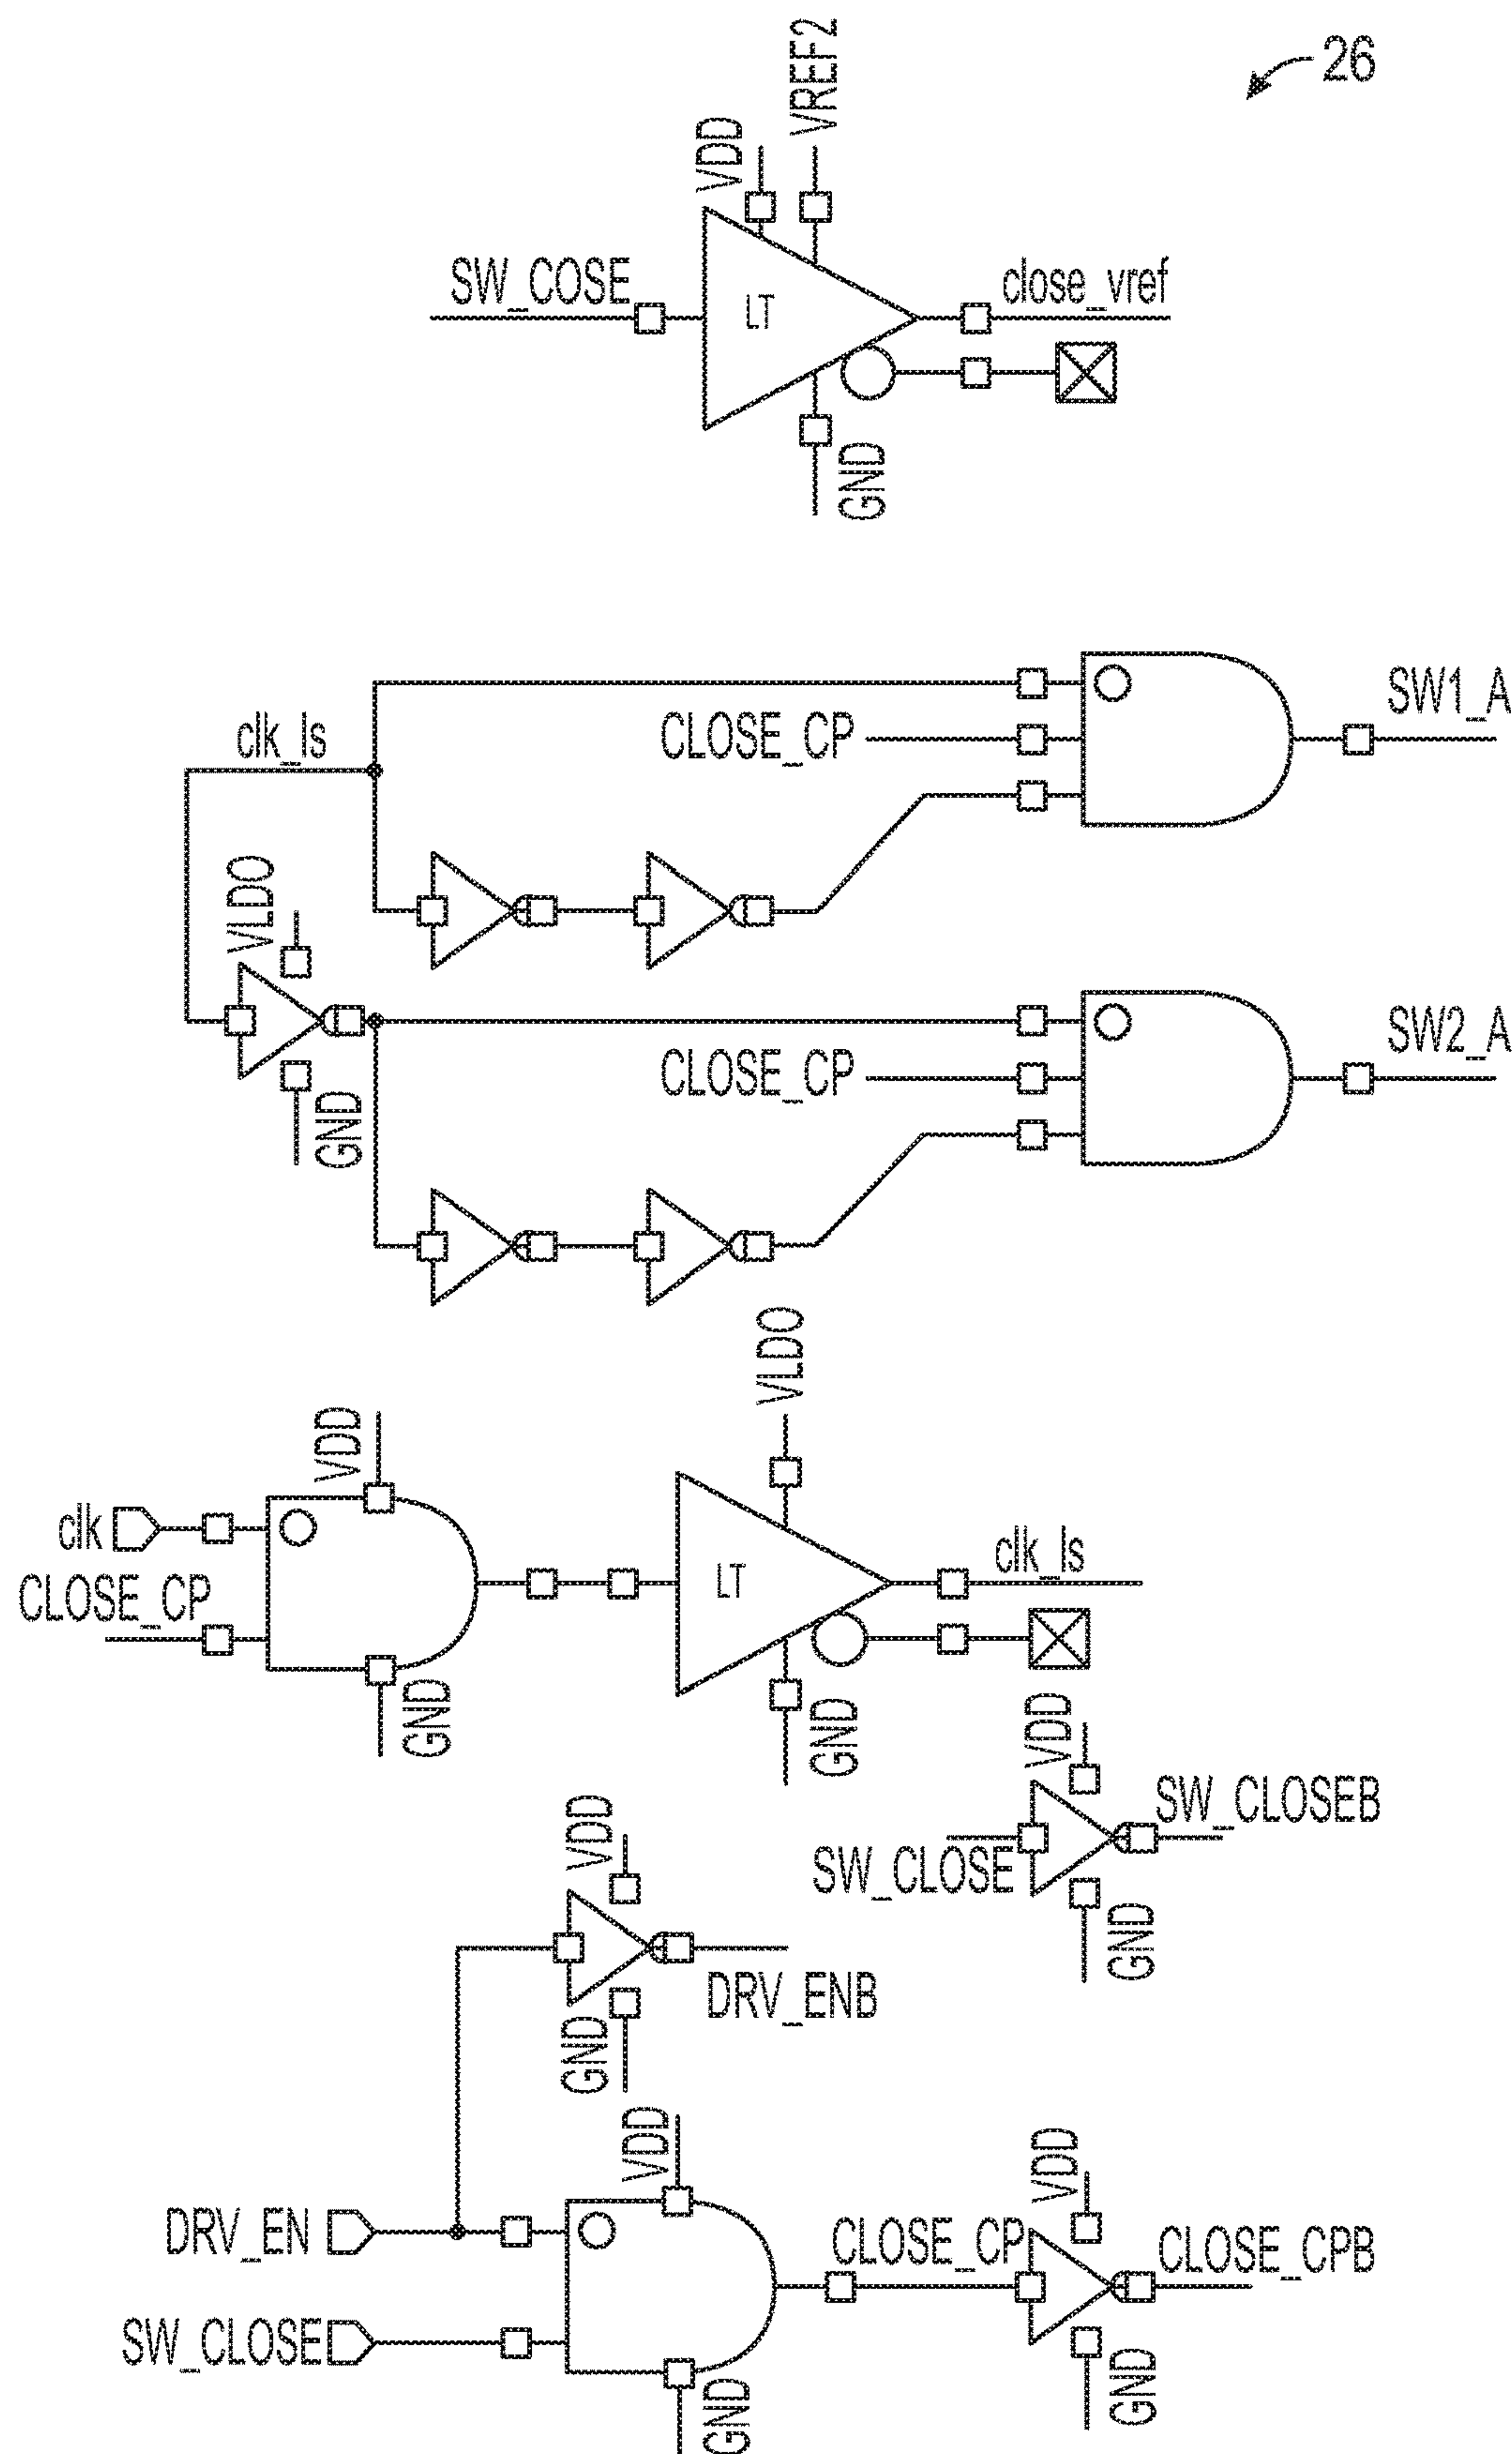 26
VDD
VREF2
SW_COSE
LT
close_vref
GND
clk_ls
CLOSE_CP
SW1_A
VLDO
GND
CLOSE_CP
SW2_A
VLDO
VDD
clk
CLOSE_CP
LT
clk_ls
GND
GND
VDD
SW_CLOSE
SW_CLOSEB
GND
VDD
DRV_ENB
GND
VDD
DRV_EN
SW_CLOSE
GND
CLOSE_CP
VDD
CLOSE_CPB
GND